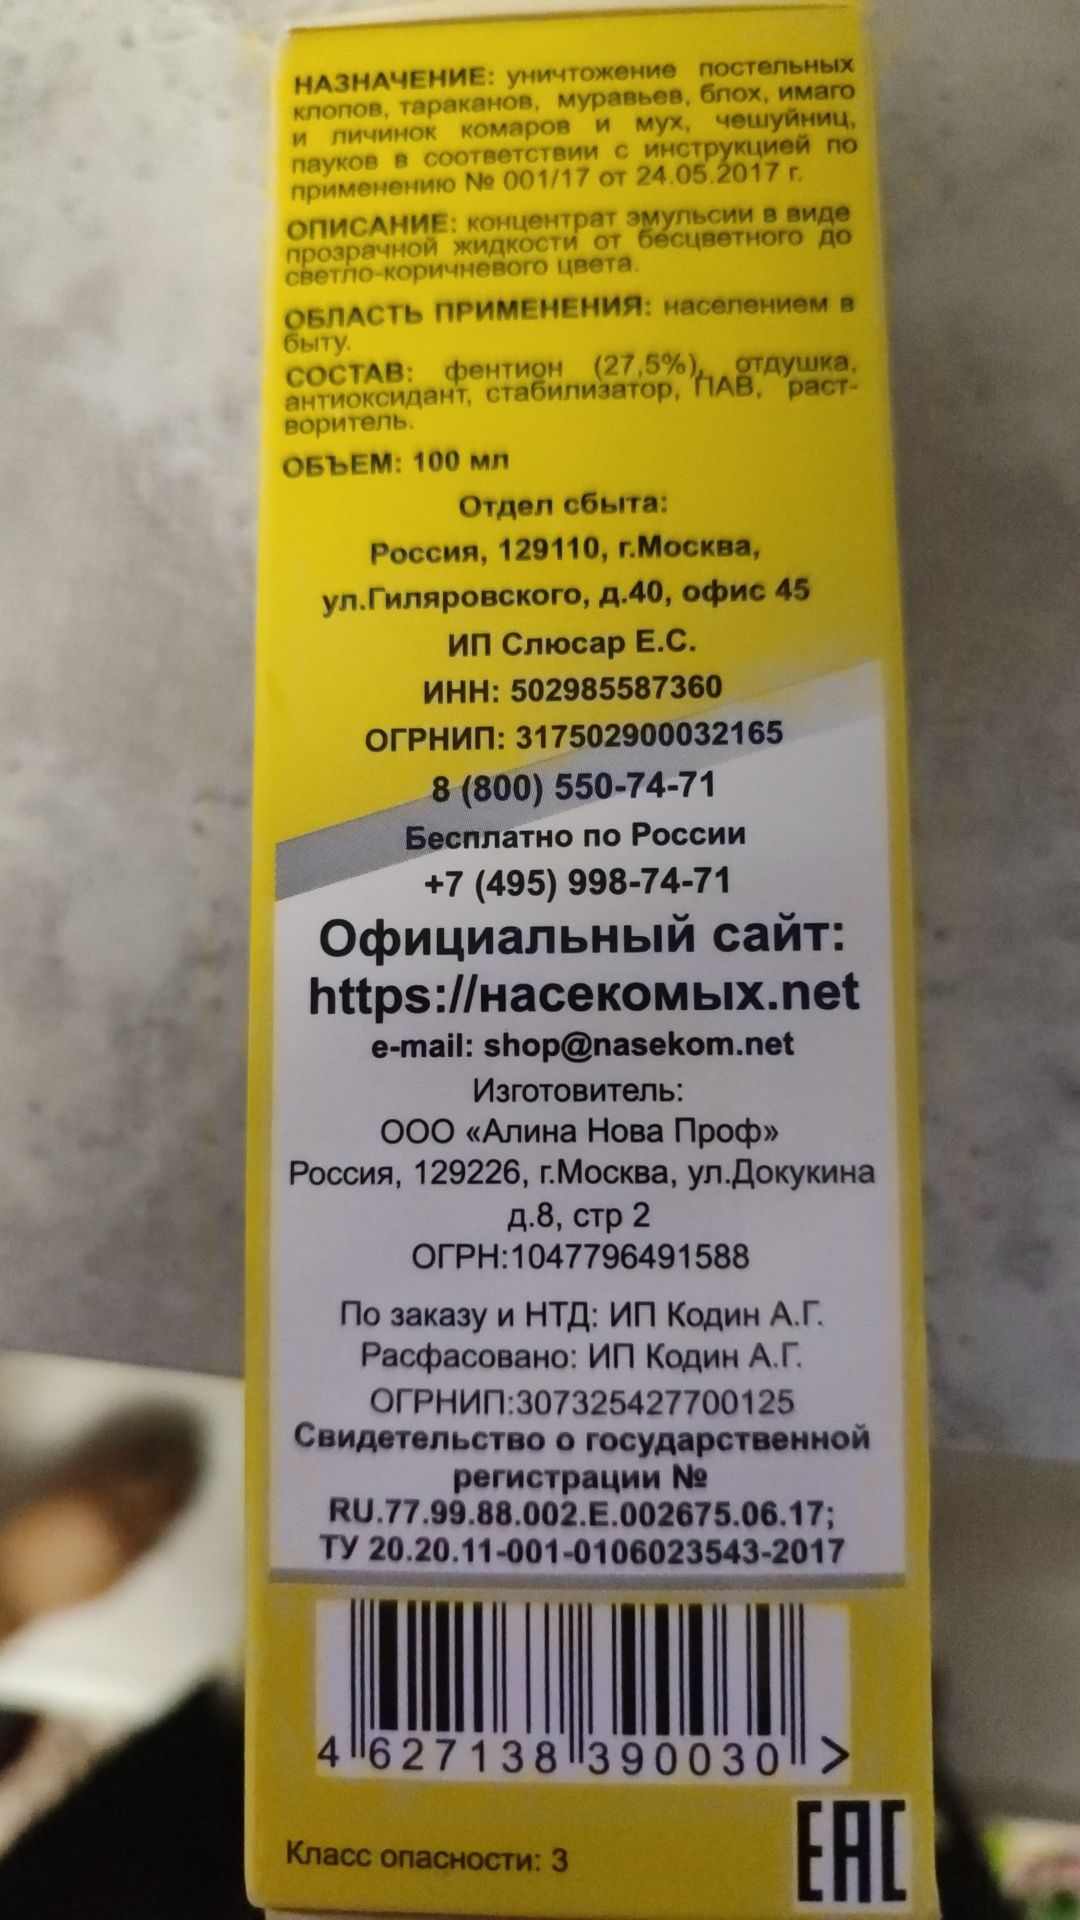 НАЗНАЧЕНИЕ: уничтожение постельных
клопов, тараканов, муравьев, блох, имаго
и личинок комаров и мух, чешуйниц,
пауков в соответствии с инструкцией по
применению № 001/17 от 24.05.2017 г.
ОПИСАНИЕ: концентрат эмульсии в виде
прозрачной жидкости от бесцветного до
светло-коричневого цвета.
ОБЛАСТЬ ПРИМЕНЕНИЯ: населением в
быту.
СОСТАВ: фентион (27,5%), отдушка,
антиоксидант, стабилизатор, ПАВ, раст-
воритель.
ОБЪЕМ: 100 мл
Отдел сбыта:
Россия, 129110, г.Москва,
ул.Гиляровского, д.40, офис 45
ИП Слюсар Е.С.
ИНН: 502985587360
ОГРНИП: 317502900032165
8 (800) 550-74-71
Бесплатно по России
+7 (495) 998-74-71
Официальный сайт:
https://насекомых.net
e-mail: shop@nasekom.net
Изготовитель:
ООО «Алина Нова Проф»
Россия, 129226, г.Москва, ул.Докукина
д.8, стр 2
ОГРН:1047796491588
По заказу и НТД: ИП Кодин А.Г.
Расфасовано: ИП Кодин А.Г.
ОГРНИП:307325427700125
Свидетельство о государственной
регистрации №
RU.77.99.88.002.Е.002675.06.17;
ТУ 20.20.11-001-0106023543-2017
4 627138 390030 >
Класс опасности: 3
EAC